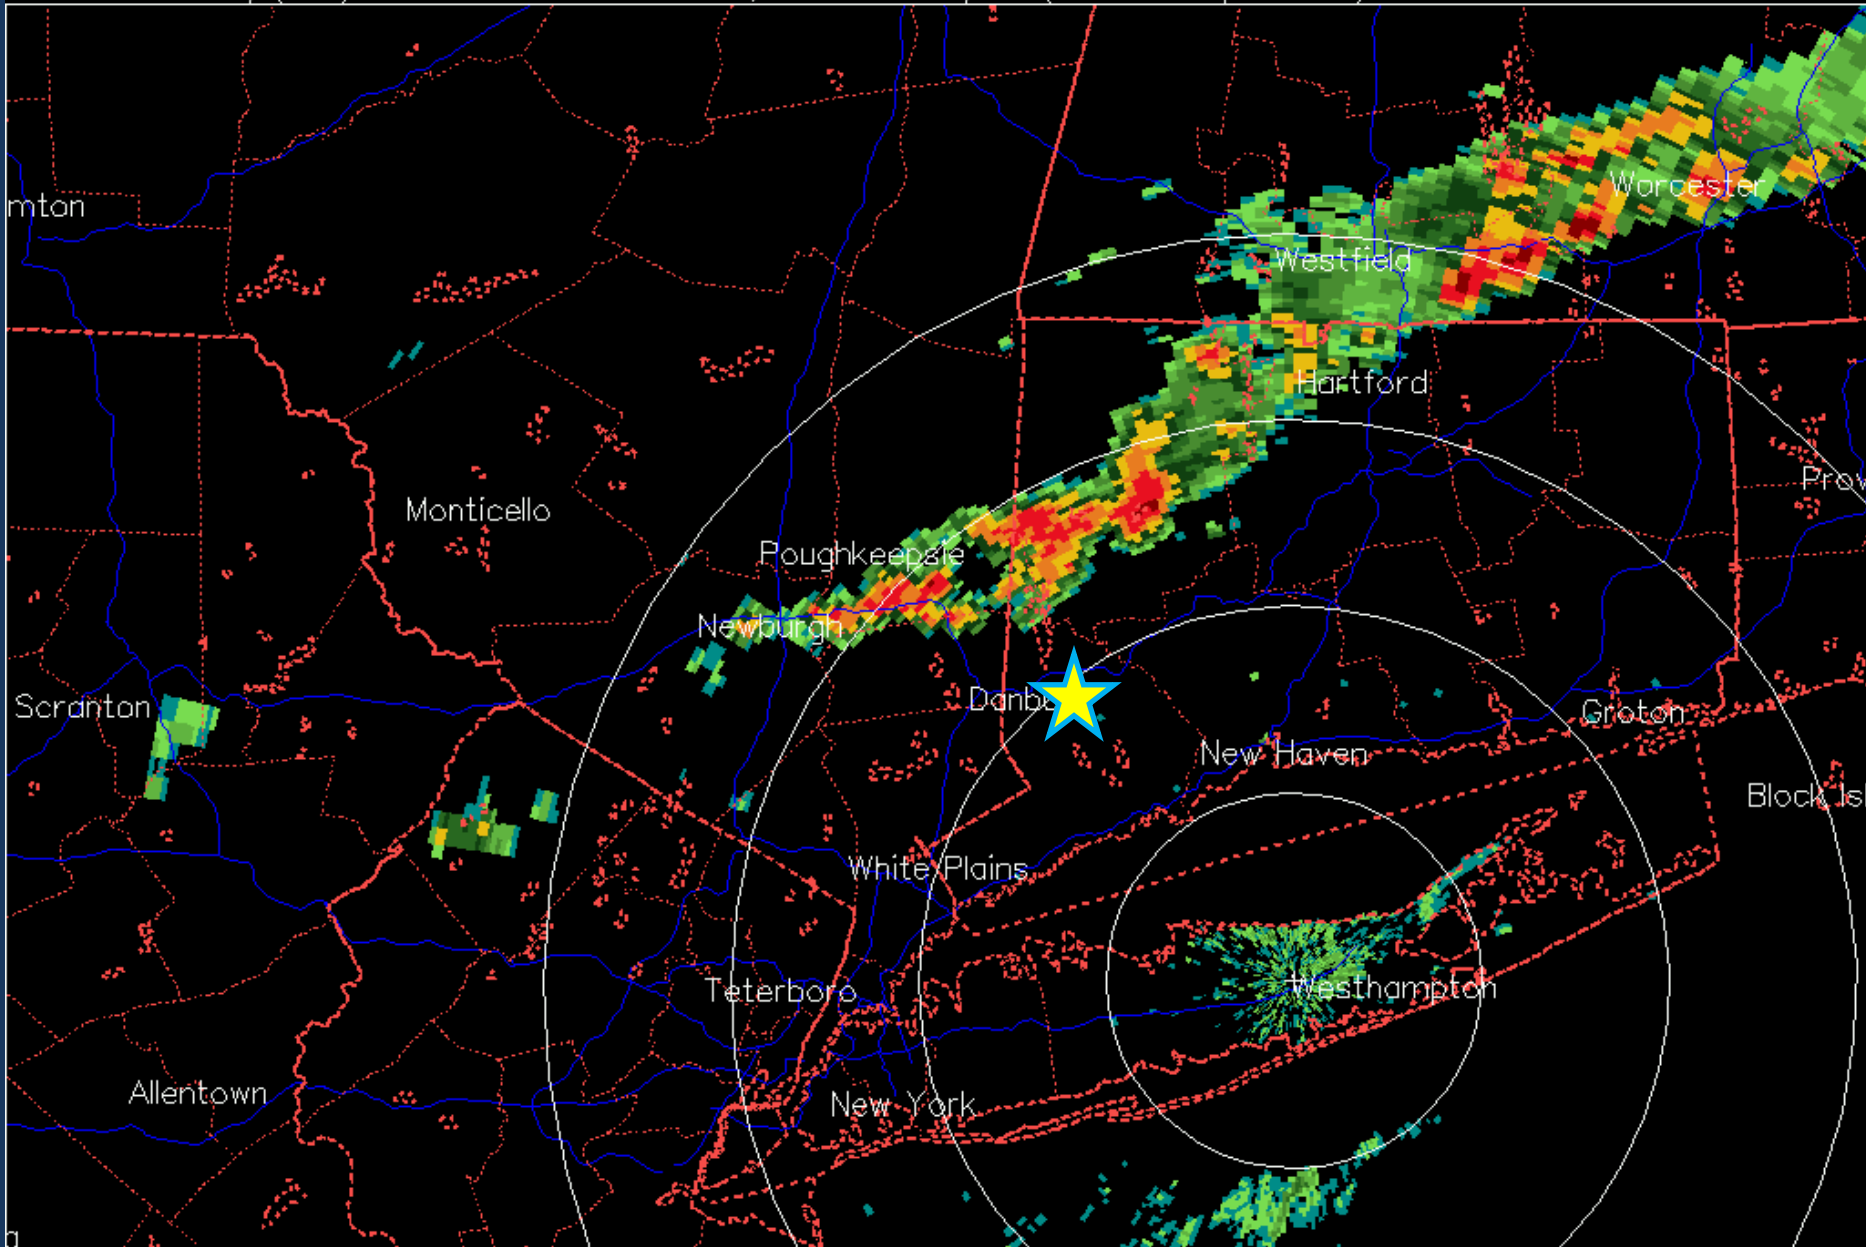 Worcester
mton
Westfield
Hartford
Prov
Monticello
Poughkeepsie
Newburgh
Scranton
Danbu
Groton
New Haven
Block Isl
White Plains
Westhampton
Teterboro
Allentown
New York